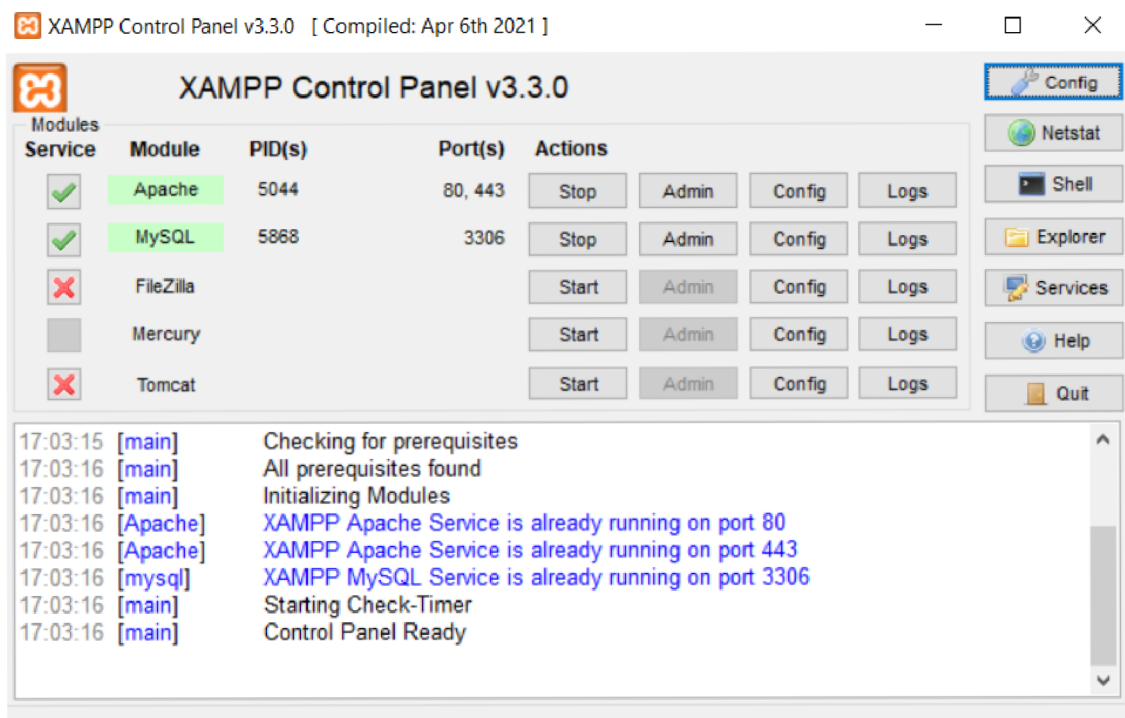 XAMPP Control Panel v3.3.0 [ Compiled: Apr 6th 2021 ]
XAMPP Control Panel v3.3.0
Config
Modules
Service Module PID(s) Port(s) Actions
Netstat
Apache 5044 80, 443 Stop Admin Config Logs
Shell
MySQL 5868 3306 Stop Admin Config Logs
Explorer
FileZilla Start Admin Config Logs
Services
Mercury Start Admin Config Logs
Help
Tomcat Start Admin Config Logs
Quit
17:03:15 [main] Checking for prerequisites
17:03:16 [main] All prerequisites found
17:03:16 [main] Initializing Modules
17:03:16 [Apache] XAMPP Apache Service is already running on port 80
17:03:16 [Apache] XAMPP Apache Service is already running on port 443
17:03:16 [mysql] XAMPP MySQL Service is already running on port 3306
17:03:16 [main] Starting Check-Timer
17:03:16 [main] Control Panel Ready